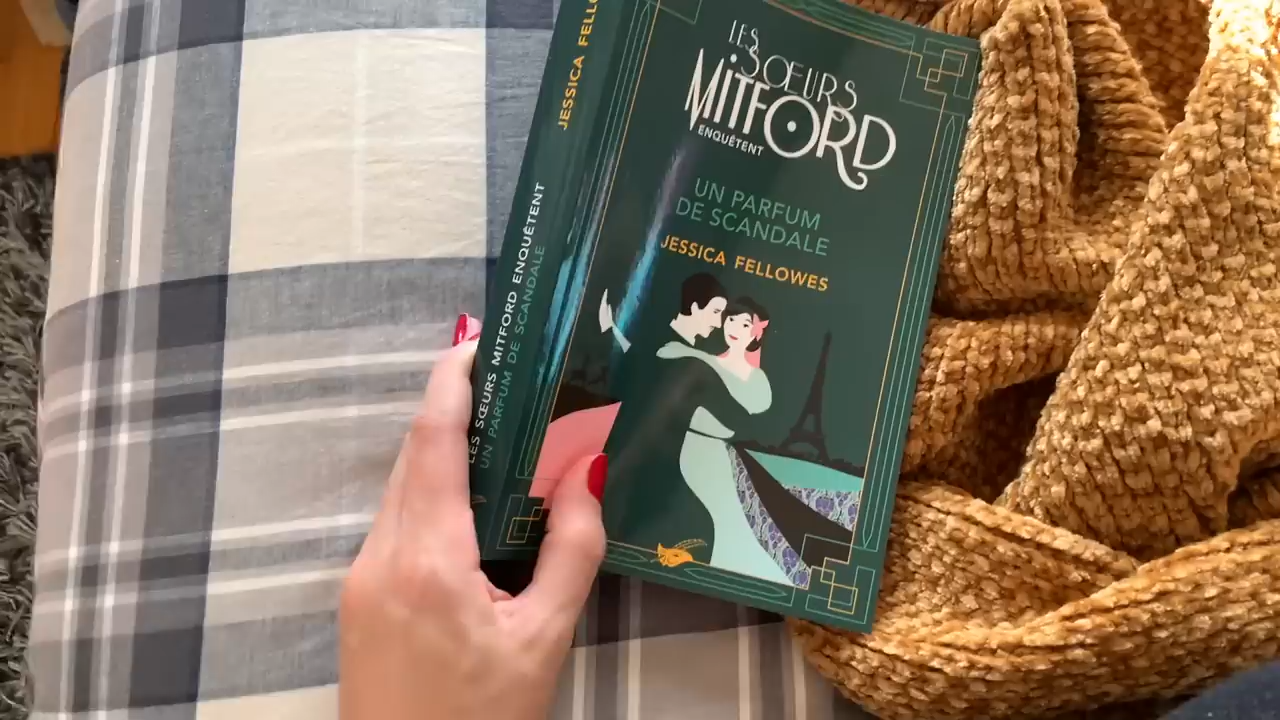 LES
SŒURS
MITFORD
ENQUÊTENT
UN PARFUM
DE SCANDALE
JESSICA FELLOWES
JESSICA FELLO
LES SŒURS MITFORD ENQUÊTENT
UN PARFUM DE SCANDALE